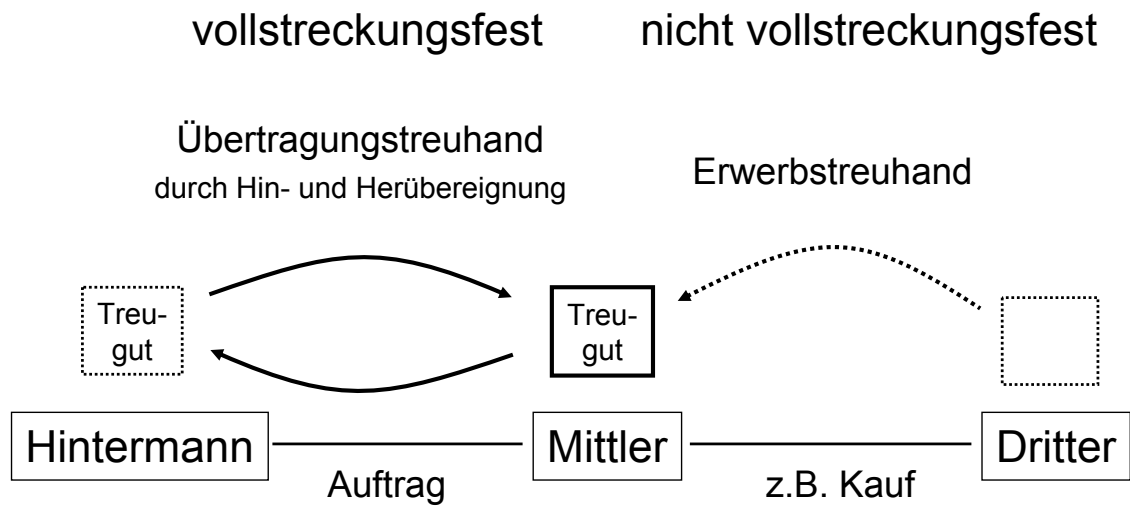 vollstreckungsfest
nicht vollstreckungsfest
Übertragungstreuhand
durch Hin- und Herübereignung
Erwerbstreuhand
Treu-
gut
Treu-
gut
Hintermann
Auftrag
Mittler
z.B. Kauf
Dritter